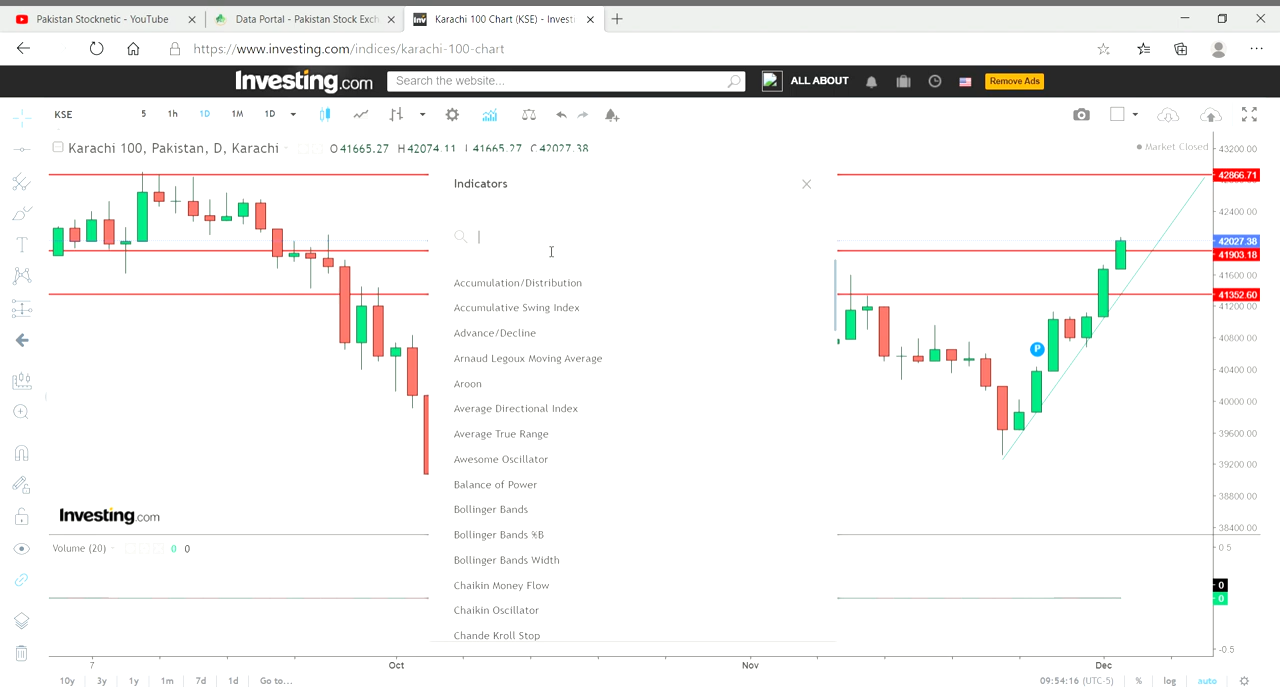 Pakistan Stocknetic - YouTube
Data Portal - Pakistan Stock Exch
Karachi 100 Chart (KSE) - Investi
https://www.investing.com/indices/karachi-100-chart
Investing.com
Search the website...
ALL ABOUT
Remove Ads
KSE
5
1h
1D
1M
1D
Karachi 100, Pakistan, D, Karachi
O41665.27 H42074.11 L41665.27 C42027.38
Market Closed
Indicators
Accumulation/Distribution
Accumulative Swing Index
Advance/Decline
Arnaud Legoux Moving Average
Aroon
Average Directional Index
Average True Range
Awesome Oscillator
Balance of Power
Bollinger Bands
Bollinger Bands %B
Bollinger Bands Width
Chaikin Money Flow
Chaikin Oscillator
Chande Kroll Stop
P
43200.00
42866.71
42400.00
42027.38
41903.18
41600.00
41352.60
41200.00
40800.00
40400.00
40000.00
39600.00
39200.00
38800.00
38400.00
Investing.com
Volume (20)
0 0
0.5
0
0
-0.5
7
Oct
Nov
Dec
10y
3y
1y
1m
7d
1d
Go to...
09:54:16 (UTC-5)
%
log
auto